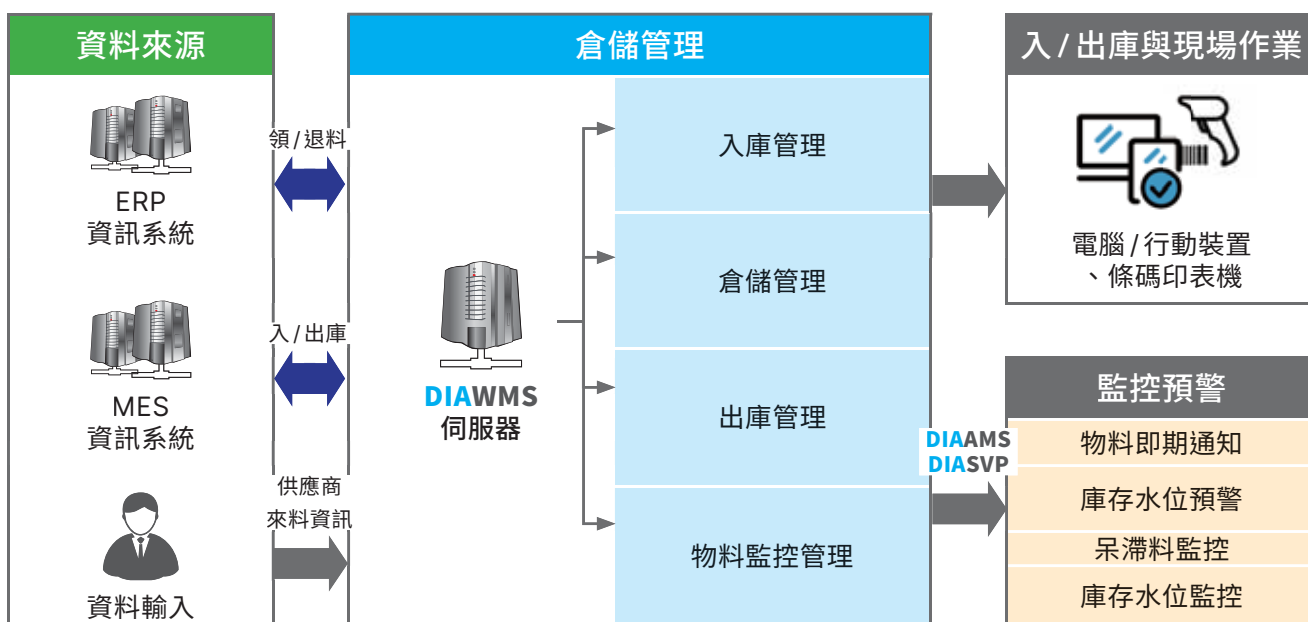 資料來源
ERP
資訊系統
MES
資訊系統
資料輸入
領/退料
入/出庫
供應商
來料資訊
倉儲管理
DIAWMS
伺服器
入庫管理
倉儲管理
出庫管理
物料監控管理
DIAAMS
DIASVP
入/出庫與現場作業
電腦/行動裝置
、條碼印表機
監控預警
物料即期通知
庫存水位預警
呆滯料監控
庫存水位監控